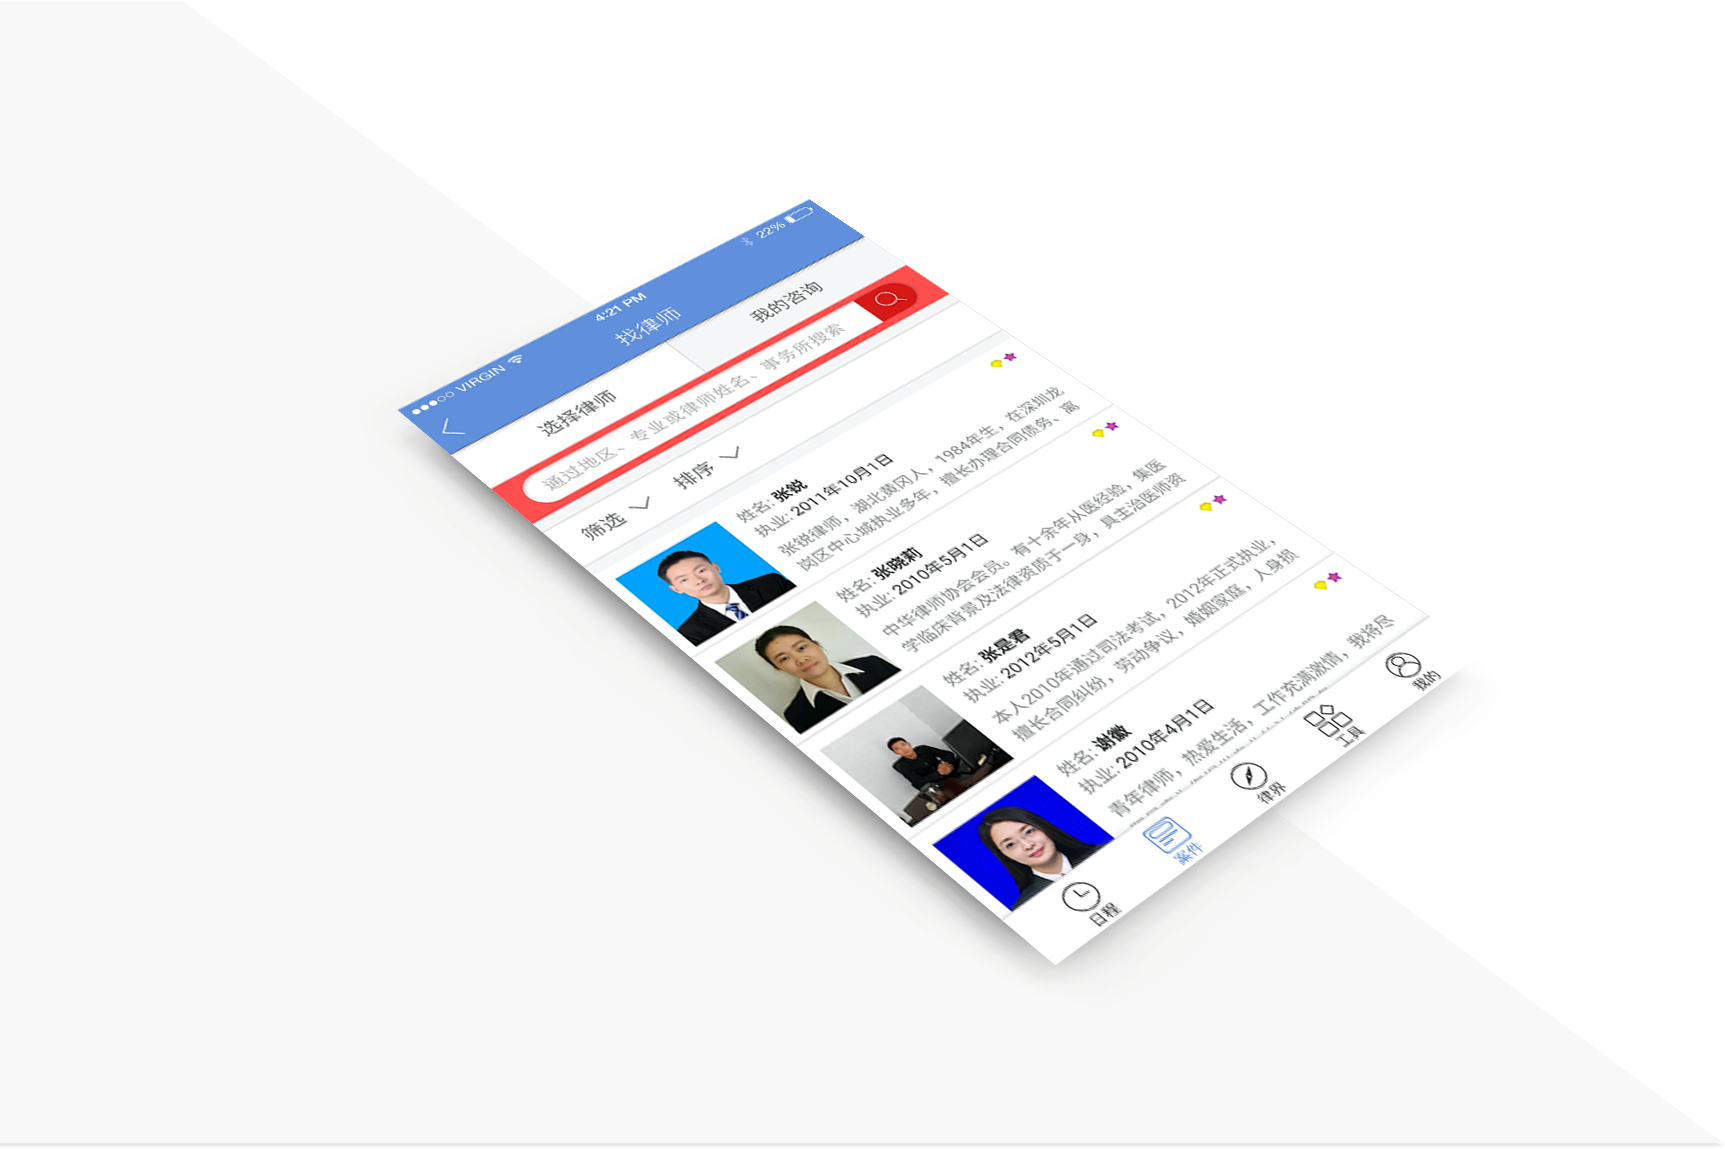 VIRGIN
4:21 PM
22%
找律师
选择律师
我的咨询
通过地区、专业或律师姓名、事务所搜索
筛选
排序
姓名: 张锐
执业: 2011年10月1日
张锐律师，湖北黄冈人，1984年生，在深圳龙
岗区中心城执业多年，擅长办理合同债务、离
姓名: 张晓莉
执业: 2010年5月1日
中华律师协会会员。有十余年从医经验，集医
学临床背景及法律资质于一身，具主治医师资
姓名: 张是君
执业: 2012年5月1日
本人2010年通过司法考试，2012年正式执业，
擅长合同纠纷，劳动争议，婚姻家庭，人身损
姓名: 谢徽
执业: 2010年4月1日
青年律师，热爱生活，工作充满激情，我将尽
日程
案件
律界
工具
我的